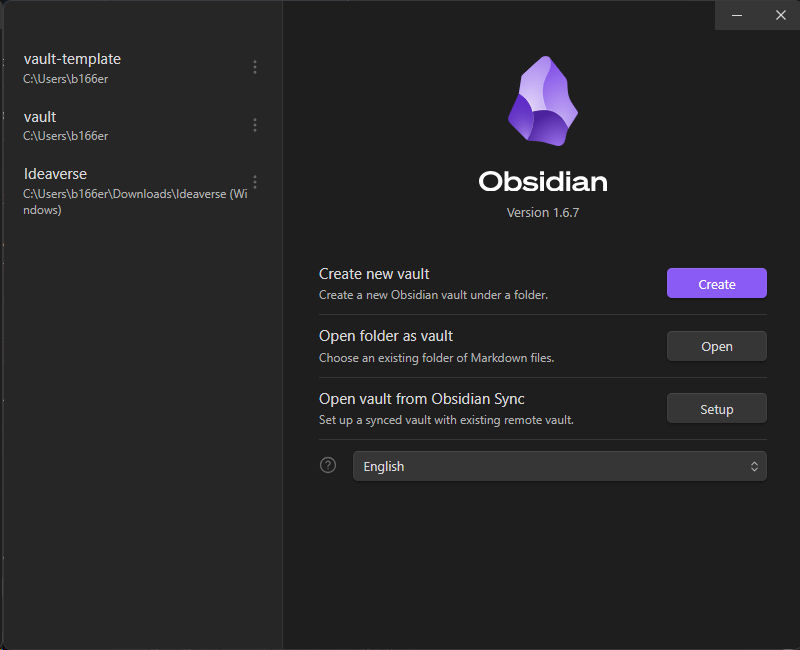 vault-template
C:\Users\b166er
vault
C:\Users\b166er
Ideaverse
C:\Users\b166er\Downloads\Ideaverse (Wi
ndows)
Obsidian
Version 1.6.7
Create new vault
Create a new Obsidian vault under a folder.
Create
Open folder as vault
Choose an existing folder of Markdown files.
Open
Open vault from Obsidian Sync
Set up a synced vault with existing remote vault.
Setup
English